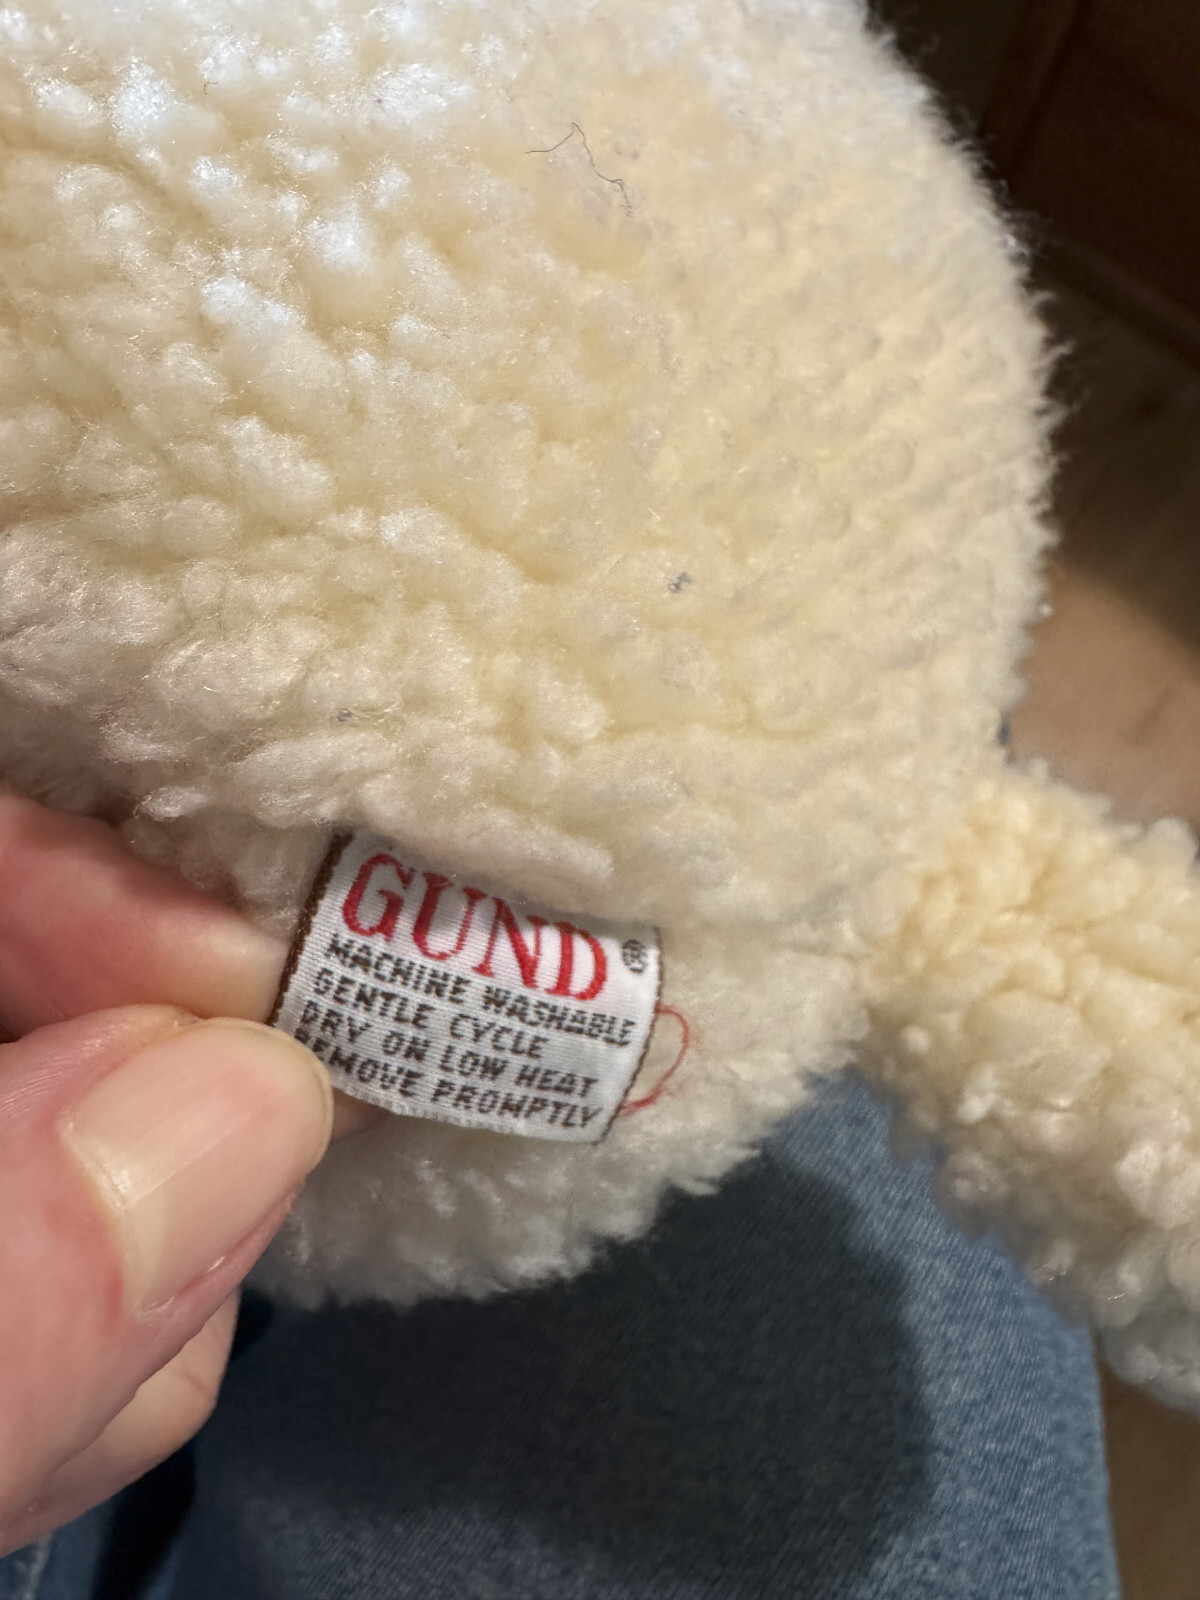 GUND®
MACHINE WASHABLE
GENTLE CYCLE
DRY ON LOW HEAT
REMOVE PROMPTLY